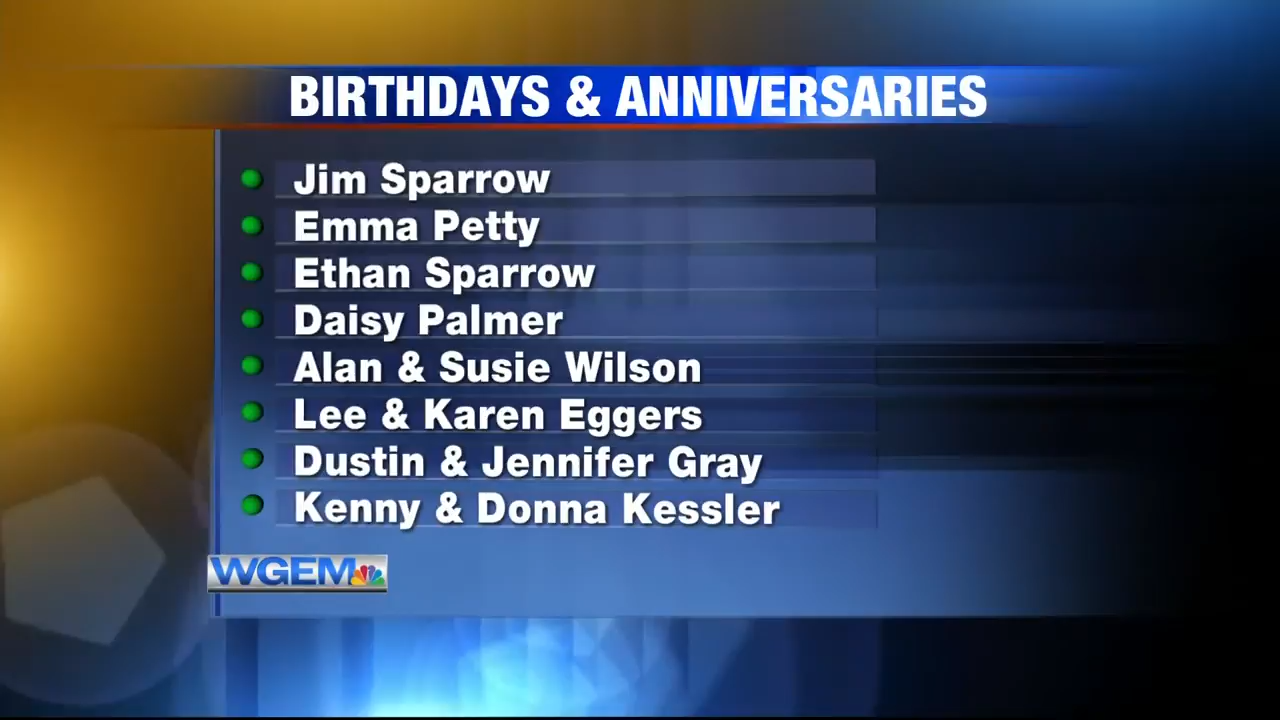 BIRTHDAYS & ANNIVERSARIES
Jim Sparrow
Emma Petty
Ethan Sparrow
Daisy Palmer
Alan & Susie Wilson
Lee & Karen Eggers
Dustin & Jennifer Gray
Kenny & Donna Kessler
WGEM